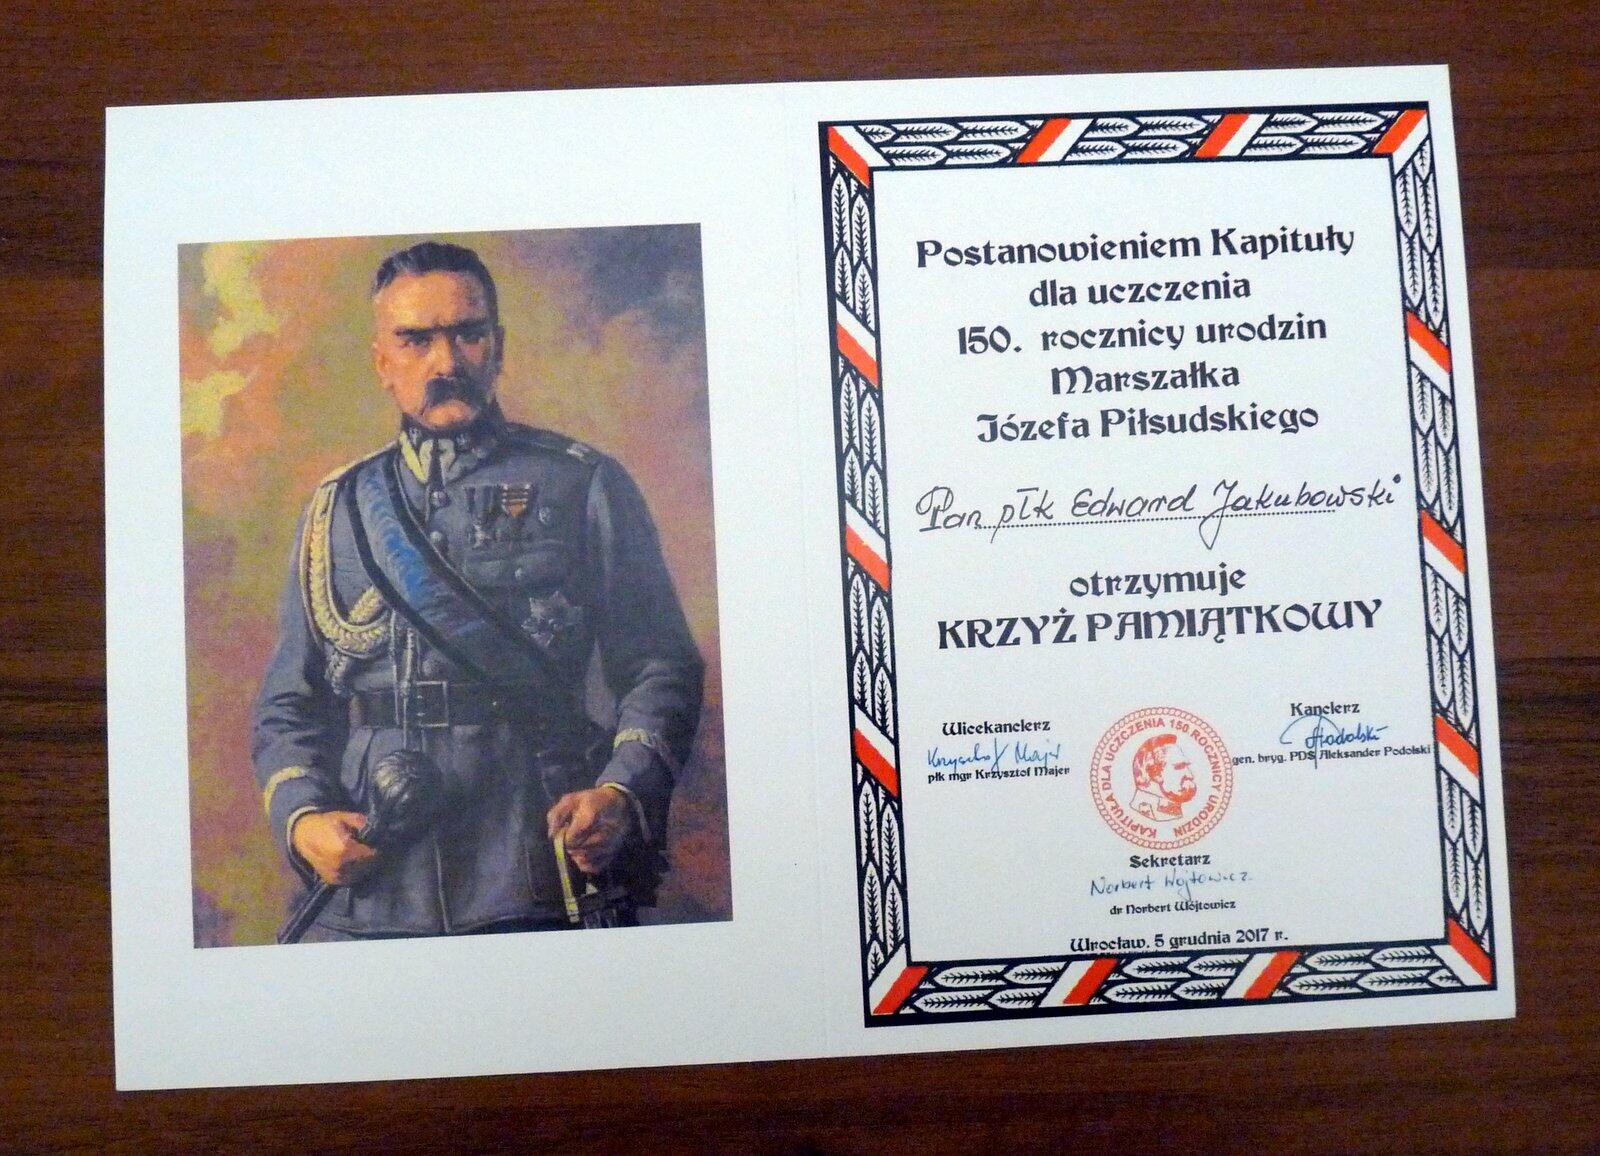 Postanowieniem Kapituły
dla uczczenia
150. rocznicy urodzin
Marszałka
Józefa Piłsudskiego
Pan płk Edward Jakubowski
otrzymuje
KRZYŻ PAMIĄTKOWY
Wicekanclerz
Krzysztof Majer
płk mgr Krzysztof Majer
Kanclerz
APodolski
gen. bryg. PDS Aleksander Podolski
KAPITUŁA DLA UCZCZENIA 150 ROCZNICY URODZIN
Sekretarz
Norbert Wójtowicz
dr Norbert Wójtowicz
Wrocław, 5 grudnia 2017 r.